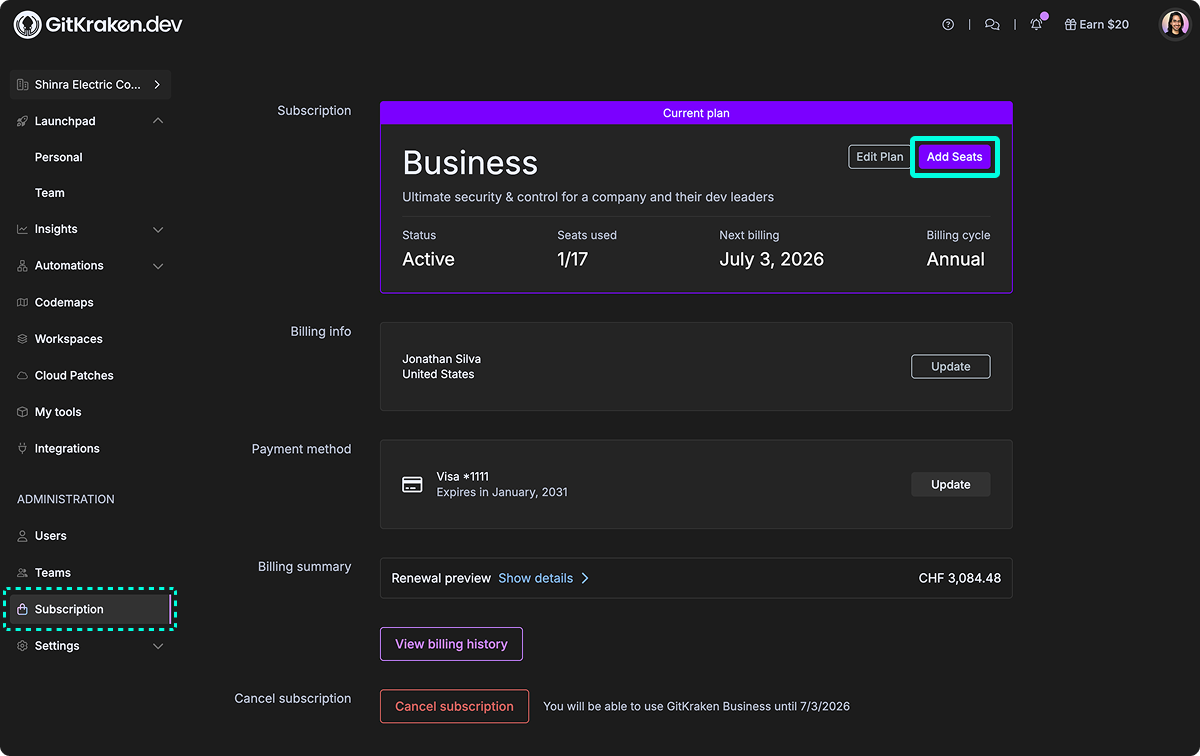 GitKraken.dev
Earn $20
Shinra Electric Co...
Launchpad
Personal
Team
Insights
Automations
Codemaps
Workspaces
Cloud Patches
My tools
Integrations
ADMINISTRATION
Users
Teams
Subscription
Settings
Subscription
Current plan
Business
Edit Plan
Add Seats
Ultimate security & control for a company and their dev leaders
Status
Seats used
Next billing
Billing cycle
Active
1/17
July 3, 2026
Annual
Billing info
Jonathan Silva
United States
Update
Payment method
Visa *1111
Expires in January, 2031
Update
Billing summary
Renewal preview Show details
CHF 3,084.48
View billing history
Cancel subscription
Cancel subscription
You will be able to use GitKraken Business until 7/3/2026